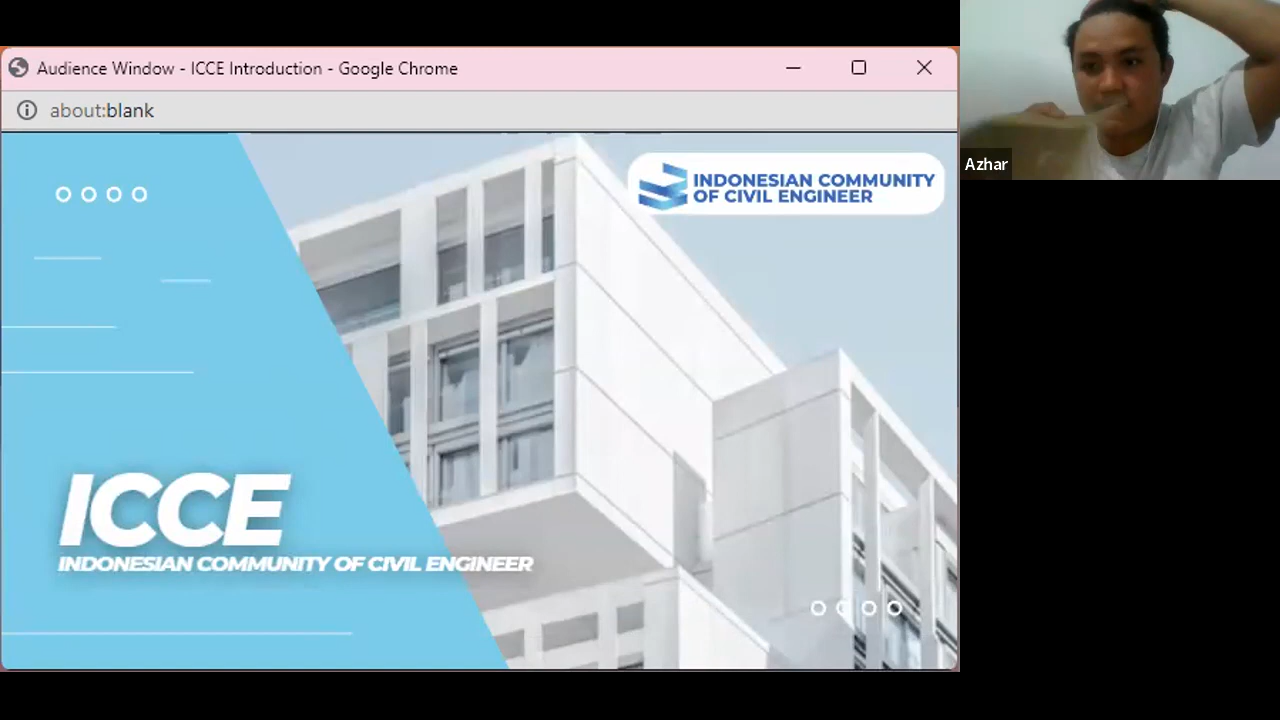 Audience Window - ICCE Introduction - Google Chrome
about:blank
INDONESIAN COMMUNITY
OF CIVIL ENGINEER
Azhar
ICCE
INDONESIAN COMMUNITY OF CIVIL ENGINEER